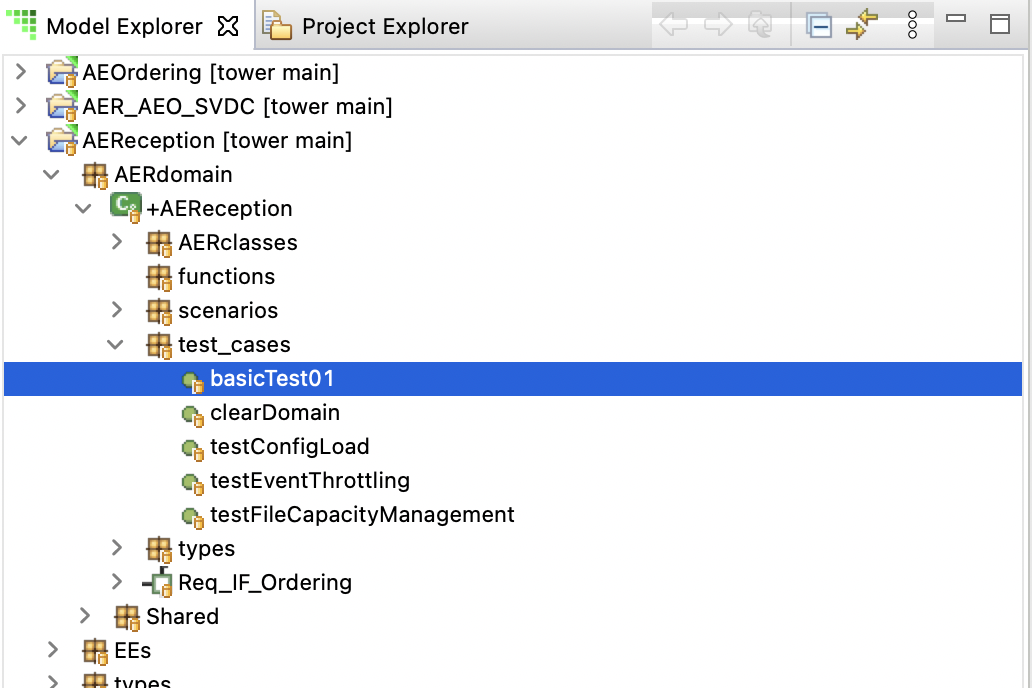 Model Explorer Project Explorer
AEOrdering [tower main]
AER_AEO_SVDC [tower main]
AEReception [tower main]
AERdomain
+AEReception
AERclasses
functions
scenarios
test_cases
basicTest01
clearDomain
testConfigLoad
testEventThrottling
testFileCapacityManagement
types
Req_IF_Ordering
Shared
EEs
types